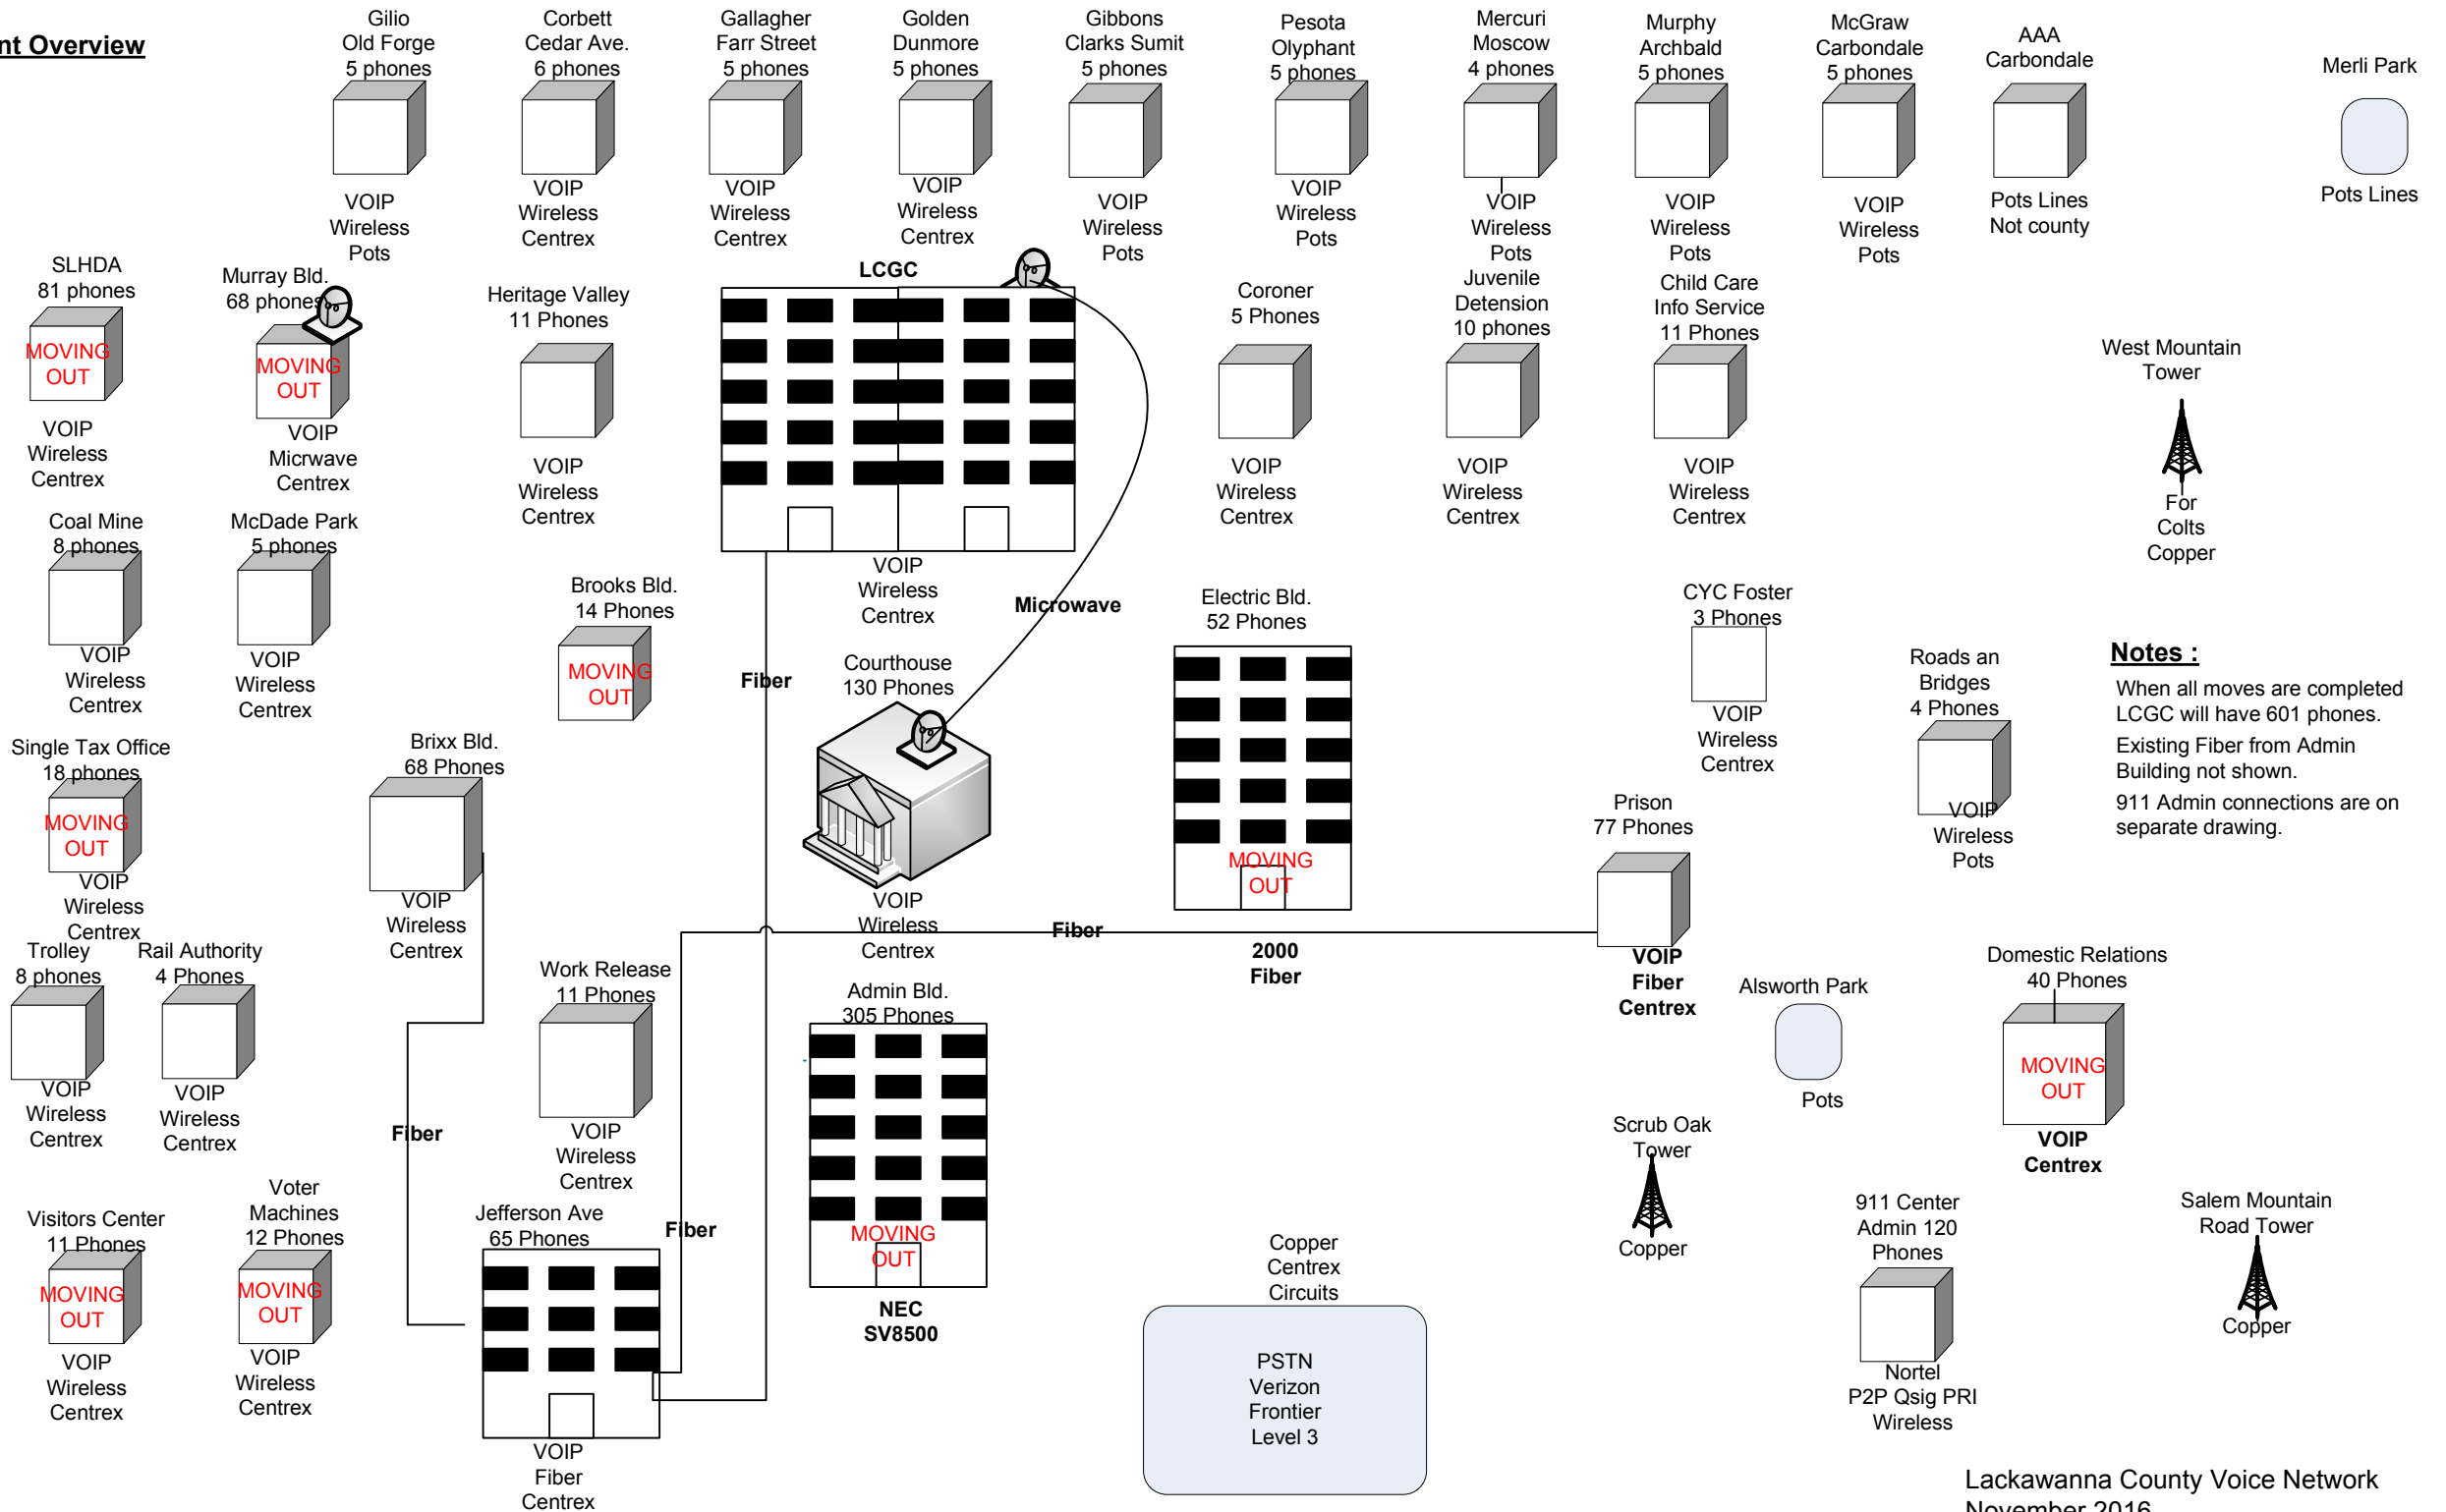 nt Overview
Gilio
Old Forge
5 phones
VOIP
Wireless
Pots
Corbett
Cedar Ave.
6 phones
VOIP
Wireless
Centrex
Gallagher
Farr Street
5 phones
VOIP
Wireless
Centrex
Golden
Dunmore
5 phones
VOIP
Wireless
Centrex
Gibbons
Clarks Sumit
5 phones
VOIP
Wireless
Pots
Pesota
Olyphant
5 phones
VOIP
Wireless
Pots
Mercuri
Moscow
4 phones
VOIP
Wireless
Pots
Murphy
Archbald
5 phones
VOIP
Wireless
Pots
McGraw
Carbondale
5 phones
VOIP
Wireless
Pots
AAA
Carbondale
Pots Lines
Not county
Merli Park
Pots Lines
SLHDA
81 phones
MOVING
OUT
VOIP
Wireless
Centrex
Murray Bld.
68 phones
MOVING
OUT
VOIP
Micrwave
Centrex
Heritage Valley
11 Phones
VOIP
Wireless
Centrex
LCGC
VOIP
Wireless
Centrex
Microwave
Coroner
5 Phones
VOIP
Wireless
Centrex
Juvenile
Detension
10 phones
VOIP
Wireless
Centrex
Child Care
Info Service
11 Phones
VOIP
Wireless
Centrex
West Mountain
Tower
For
Colts
Copper
Coal Mine
8 phones
VOIP
Wireless
Centrex
McDade Park
5 phones
VOIP
Wireless
Centrex
Brooks Bld.
14 Phones
MOVING
OUT
Fiber
Courthouse
130 Phones
VOIP
Wireless
Centrex
Electric Bld.
52 Phones
MOVING
OUT
2000
Fiber
CYC Foster
3 Phones
VOIP
Wireless
Centrex
Roads an
Bridges
4 Phones
VOIP
Wireless
Pots
Notes :
When all moves are completed
LCGC will have 601 phones.
Existing Fiber from Admin
Building not shown.
911 Admin connections are on
separate drawing.
Single Tax Office
18 phones
MOVING
OUT
VOIP
Wireless
Centrex
Brixx Bld.
68 Phones
VOIP
Wireless
Centrex
Fiber
Prison
77 Phones
VOIP
Fiber
Centrex
Trolley
8 phones
VOIP
Wireless
Centrex
Rail Authority
4 Phones
VOIP
Wireless
Centrex
Fiber
Work Release
11 Phones
VOIP
Wireless
Centrex
Admin Bld.
305 Phones
MOVING
OUT
NEC
SV8500
Alsworth Park
Pots
Domestic Relations
40 Phones
MOVING
OUT
VOIP
Centrex
Visitors Center
11 Phones
MOVING
OUT
VOIP
Wireless
Centrex
Voter
Machines
12 Phones
MOVING
OUT
VOIP
Wireless
Centrex
Jefferson Ave
65 Phones
VOIP
Fiber
Centrex
Fiber
Copper
Centrex
Circuits
PSTN
Verizon
Frontier
Level 3
Scrub Oak
Tower
Copper
911 Center
Admin 120
Phones
Nortel
P2P Qsig PRI
Wireless
Salem Mountain
Road Tower
Copper
Lackawanna County Voice Network
November 2016